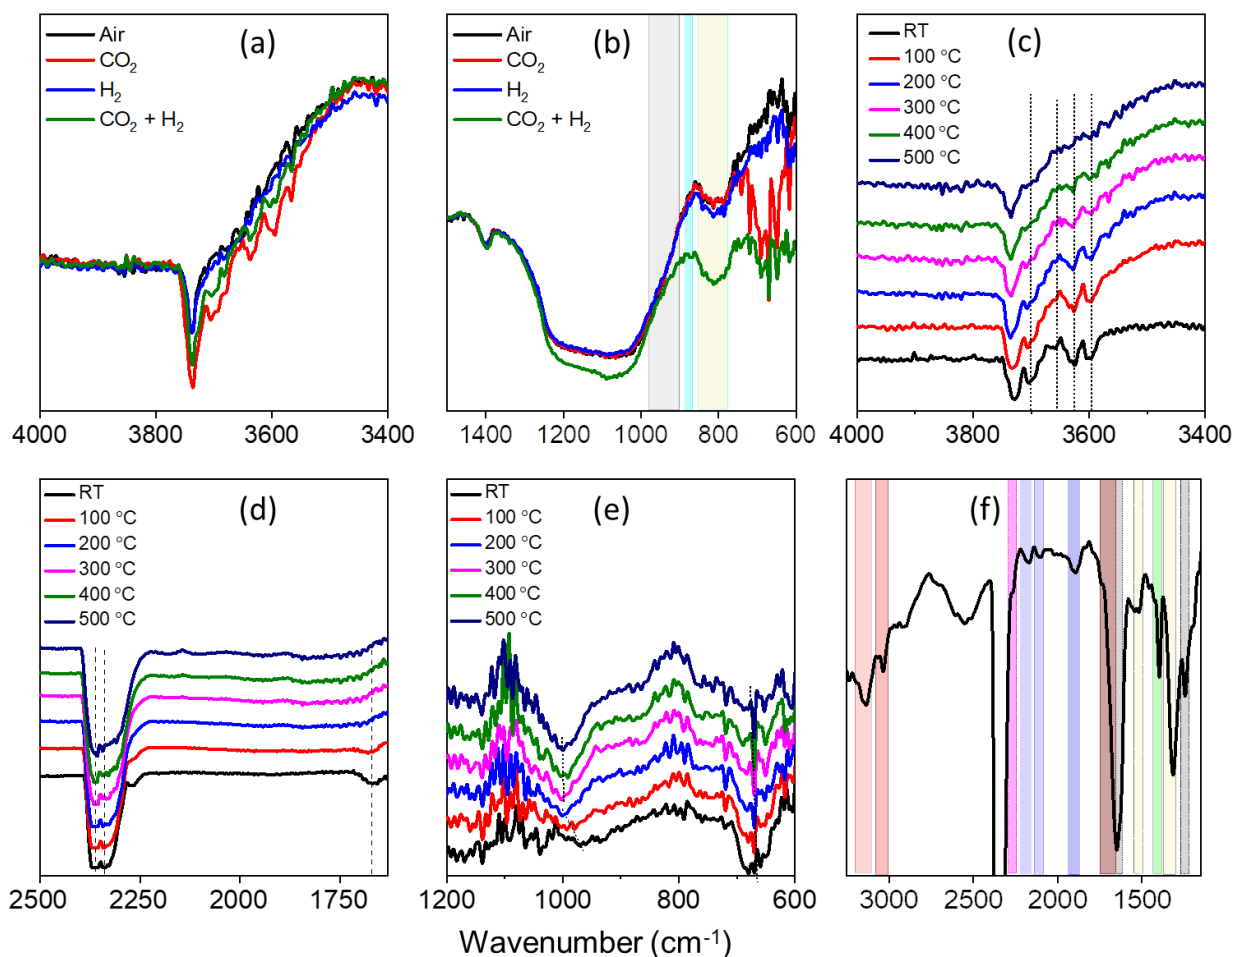 Air
CO2
H2
CO2 + H2
(a)
4000 3800 3600 3400
Air
CO2
H2
CO2 + H2
(b)
1400 1200 1000 800 600
RT
100 °C
200 °C
300 °C
400 °C
500 °C
(c)
4000 3800 3600 3400
RT
100 °C
200 °C
300 °C
400 °C
500 °C
(d)
2500 2250 2000 1750
RT
100 °C
200 °C
300 °C
400 °C
500 °C
(e)
1200 1000 800 600
(f)
3000 2500 2000 1500
Wavenumber (cm-1)